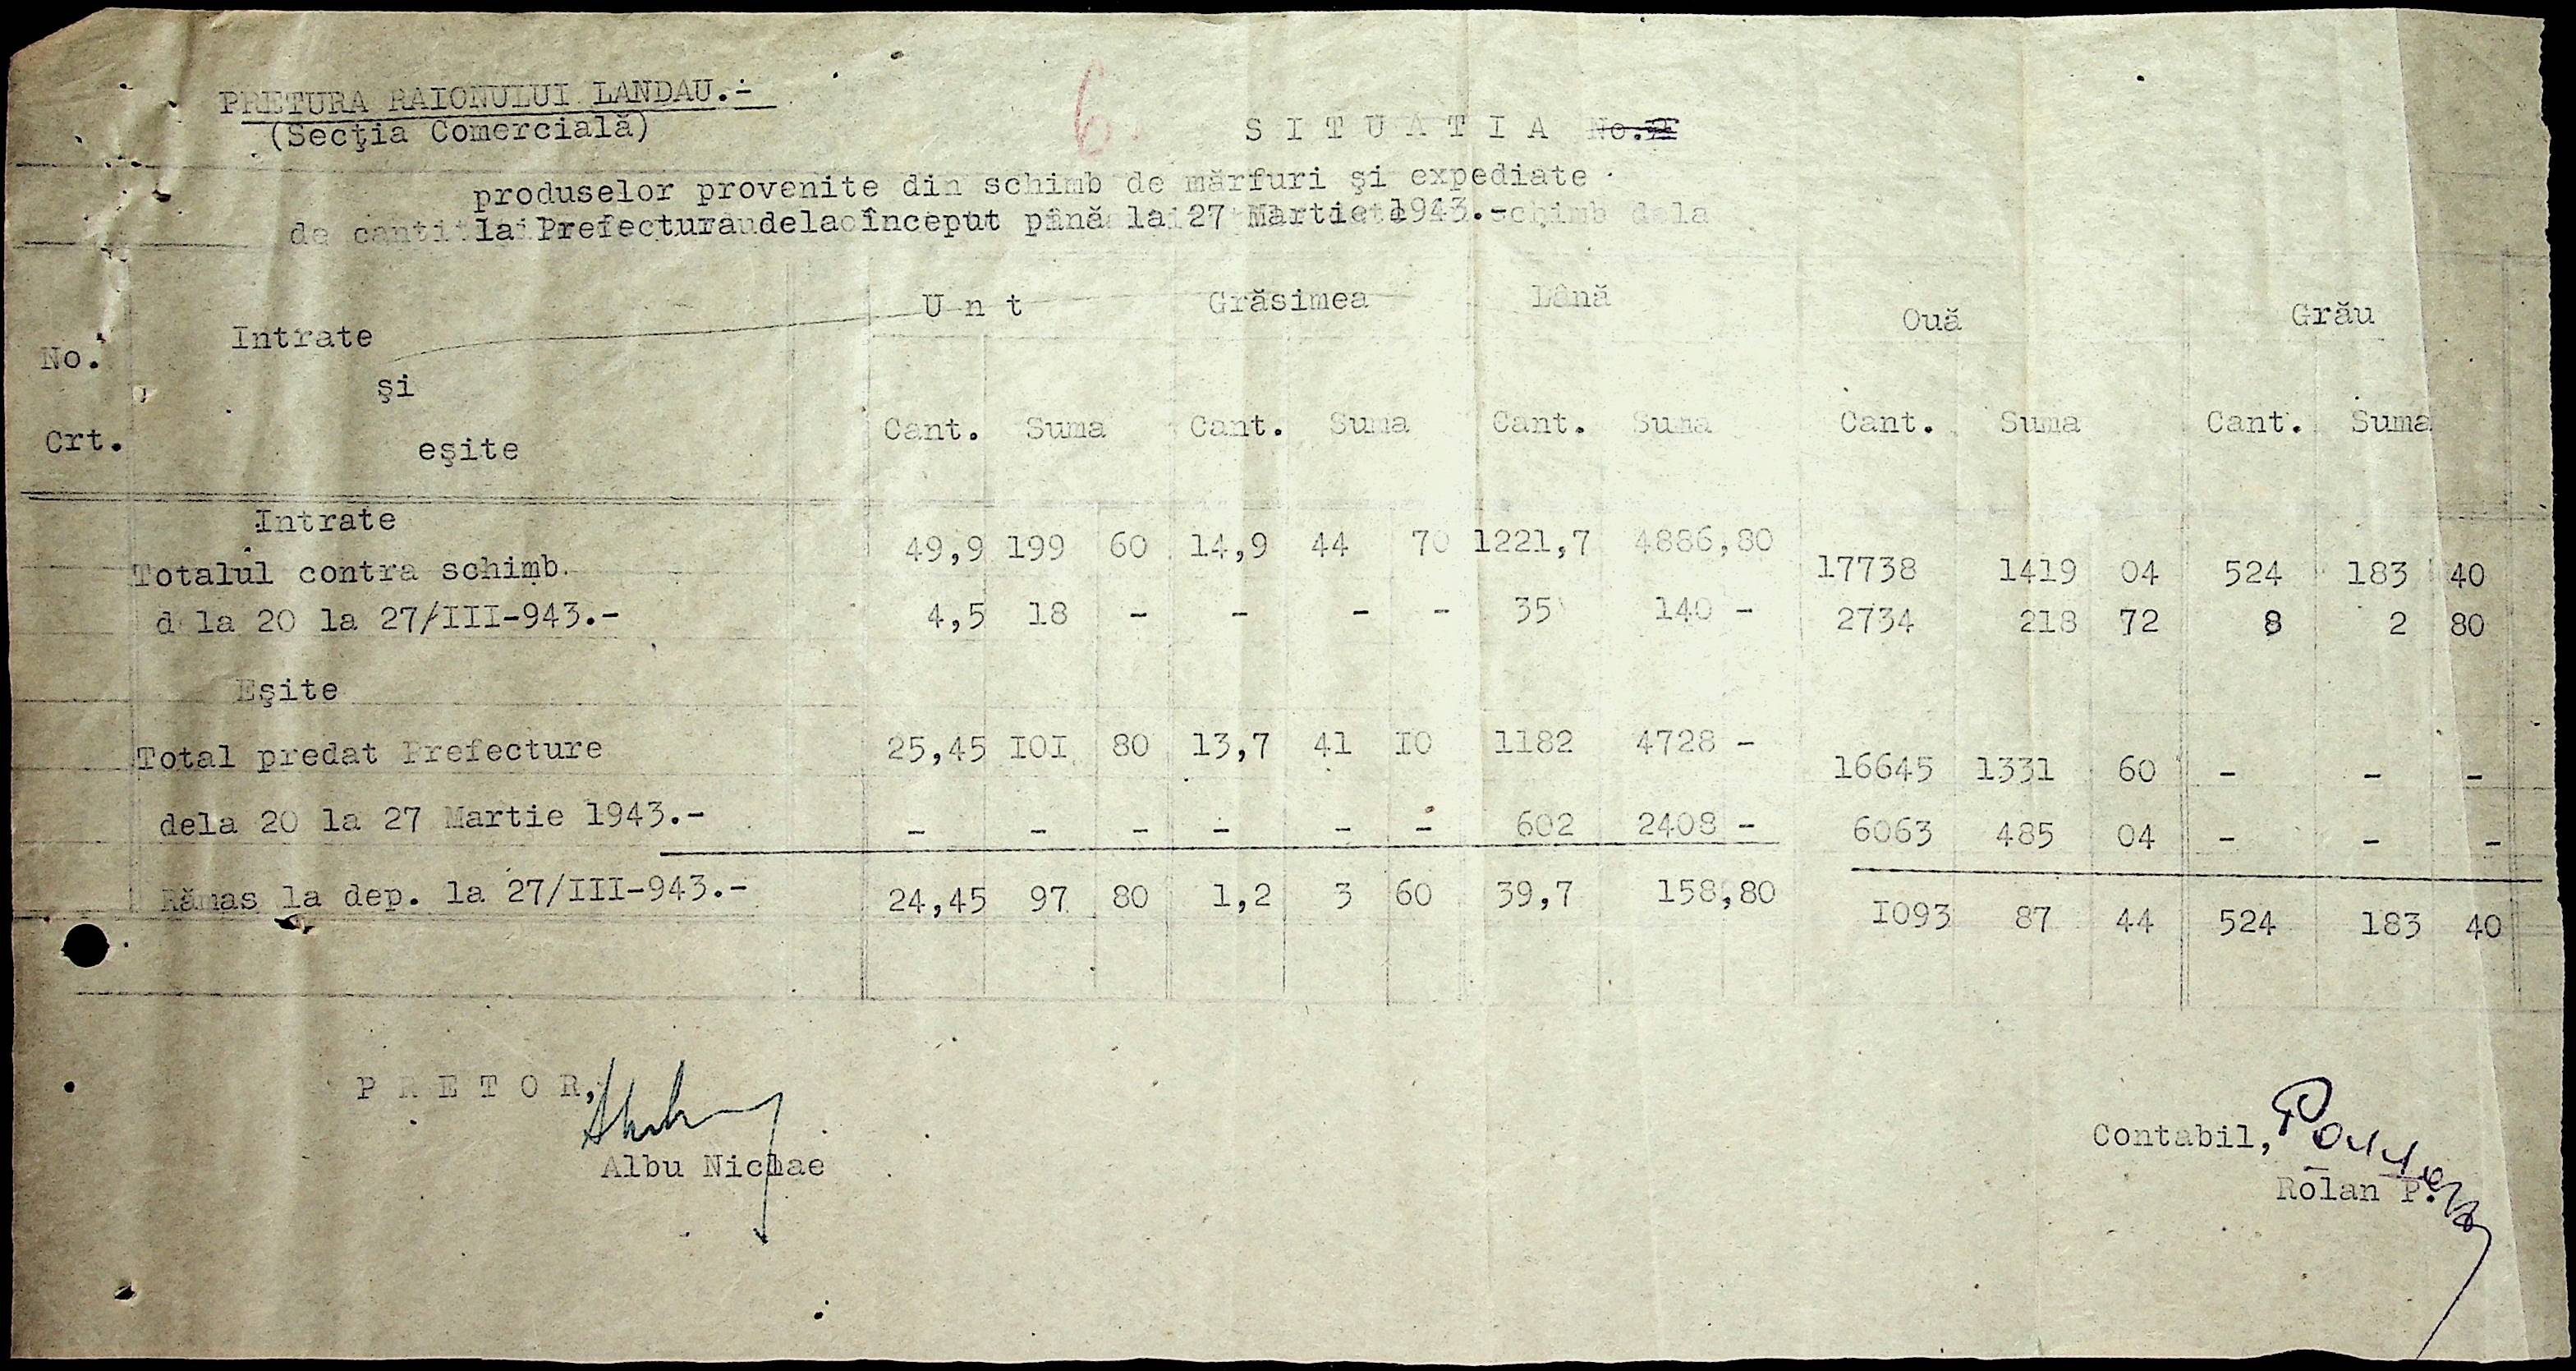 PRETURA RAIONULUI LANDAU.-
(Secţia Comercială)
6
S I T U A T I A No.
produselor provenite din schimb de mărfuri şi expediate
la Prefectura dela început până la 27 Martie 1943.-
No. Crt. Intrate şi eşite U n t Grăsimea Lână Ouă Grău
Cant. Suma Cant. Suma Cant. Suma Cant. Suma Cant. Suma
Intrate
Totalul contra schimb. 49,9 199 60 14,9 44 70 1221,7 4886,80 17738 1419 04 524 183 40
d la 20 la 27/III-943.- 4,5 18 - - - - 35 140 - 2734 218 72 8 2 80
Eşite
Total predat Prefecture 25,45 IOI 80 13,7 41 IO 1182 4728 - 16645 1331 60 - - -
dela 20 la 27 Martie 1943.- - - - - - - 602 2408 - 6063 485 04 - - -
Rămas la dep. la 27/III-943.- 24,45 97 80 1,2 3 60 39,7 158,80 I093 87 44 524 183 40
P R E T O R,
Albu Niclae
Contabil,
Rolan P.